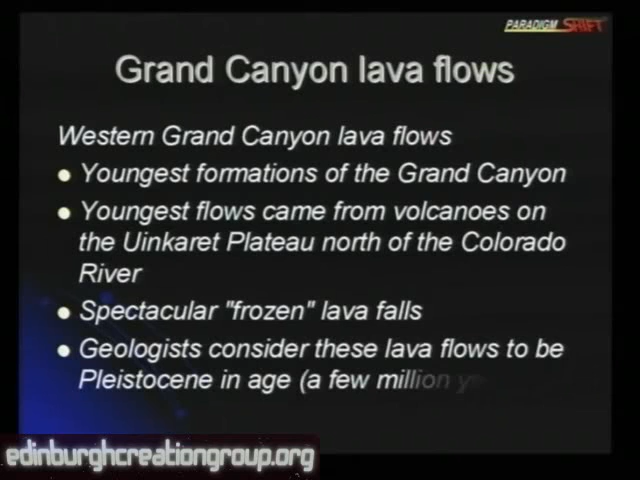 PARADIGM SHIFT
Grand Canyon lava flows
Western Grand Canyon lava flows
Youngest formations of the Grand Canyon
Youngest flows came from volcanoes on
the Uinkaret Plateau north of the Colorado
River
Spectacular "frozen" lava falls
Geologists consider these lava flows to be
Pleistocene in age (a few million
edinburghcreationgroup.org